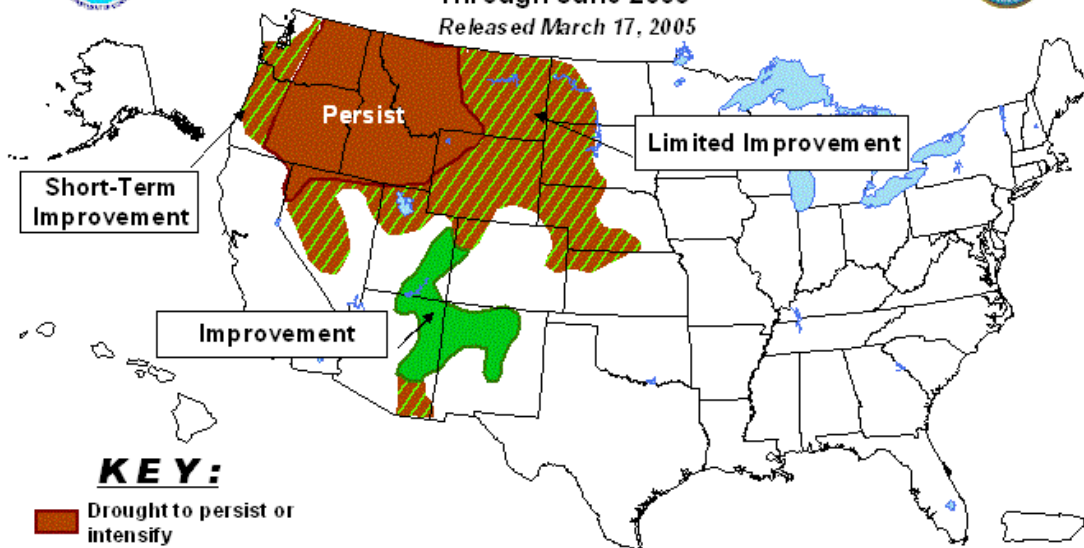 Released March 17, 2005
Persist
Limited Improvement
Short-Term
Improvement
Improvement
KEY:
Drought to persist or
intensify